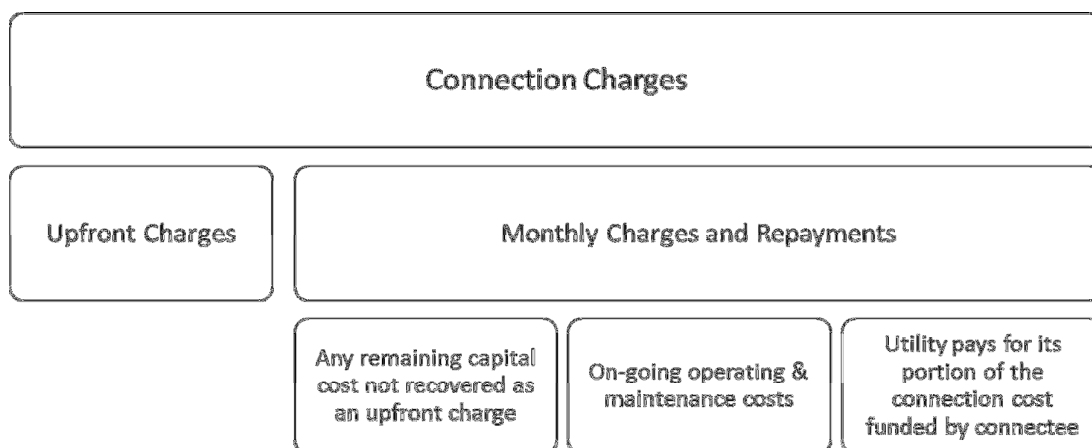 Connection Charges
Upfront Charges
Monthly Charges and Repayments
Any remaining capital
cost not recovered as
an upfront charge
On-going operating &
maintenance costs
Utility pays for its
portion of the
connection cost
funded by connectee